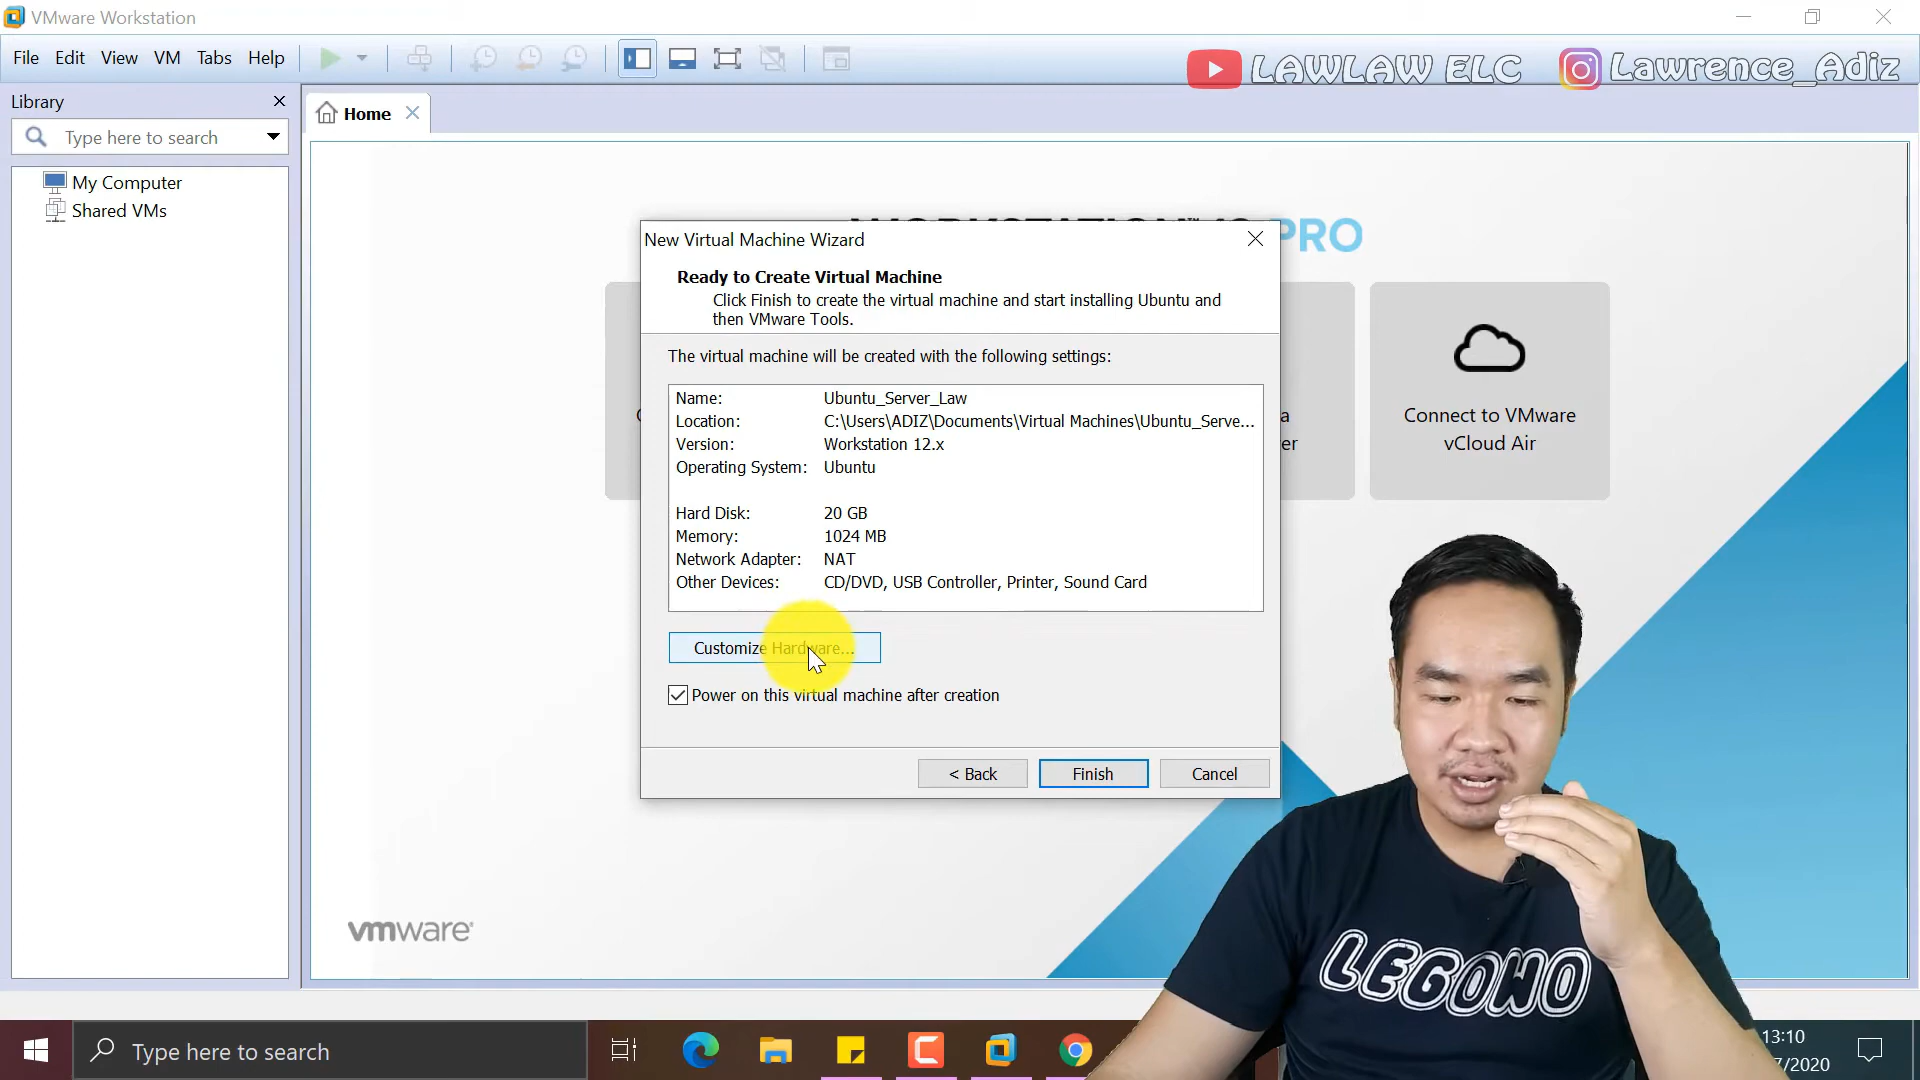 VMware Workstation
File Edit View VM Tabs Help
LAWLAW ELC
Lawrence_Adiz
Library
Home
Type here to search
My Computer
Shared VMs
PRO
New Virtual Machine Wizard
Ready to Create Virtual Machine
Click Finish to create the virtual machine and start installing Ubuntu and
then VMware Tools.
The virtual machine will be created with the following settings:
Name: Ubuntu_Server_Law
Location: C:\Users\ADIZ\Documents\Virtual Machines\Ubuntu_Serve...
Version: Workstation 12.x
Operating System: Ubuntu
Hard Disk: 20 GB
Memory: 1024 MB
Network Adapter: NAT
Other Devices: CD/DVD, USB Controller, Printer, Sound Card
Customize Hardware...
Power on this virtual machine after creation
< Back
Finish
Cancel
Connect to VMware
vCloud Air
vmware
LEGOWO
Type here to search
13:10
7/2020